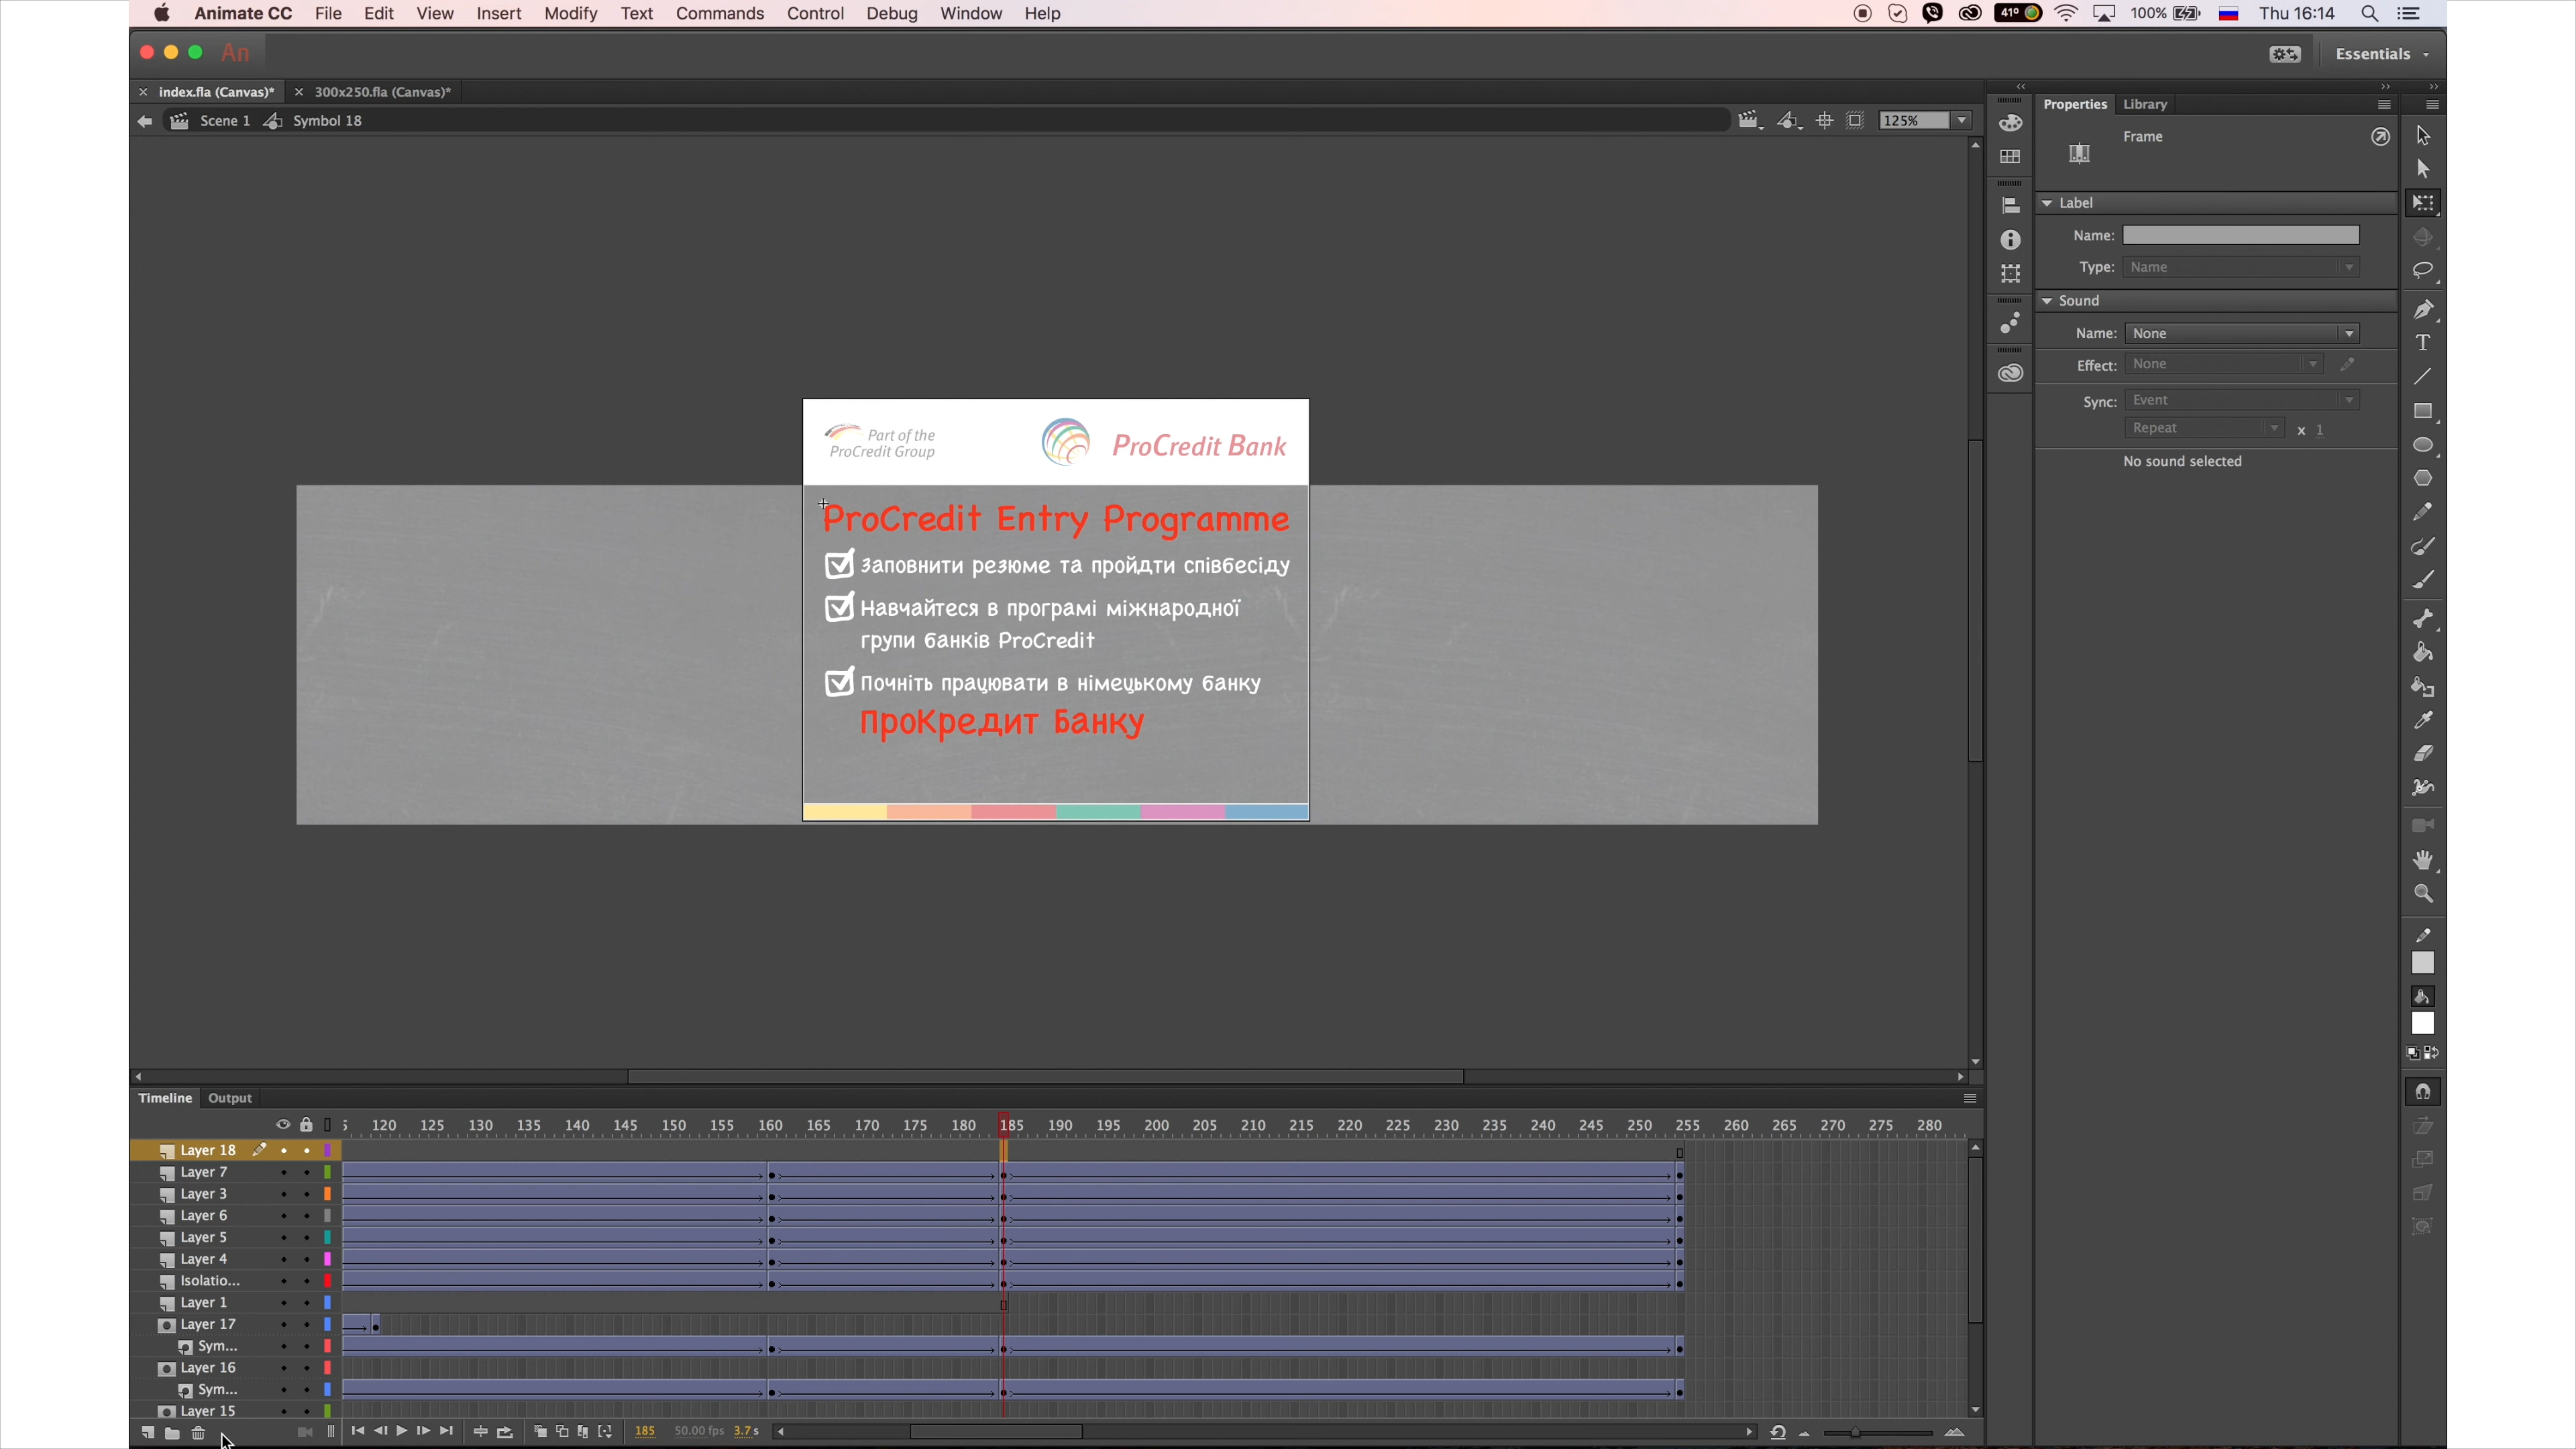 Animate CC File Edit View Insert Modify Text Commands Control Debug Window Help 41° 100% Thu 16:14
An Essentials
index.fla (Canvas)* 300x250.fla (Canvas)*
Scene 1 Symbol 18 125%
Properties Library
Frame
Label
Name:
Type: Name
Sound
Name: None
Effect: None
Sync: Event
Repeat x 1
No sound selected
Part of the
ProCredit Group
ProCredit Bank
ProCredit Entry Programme
Заповнити резюме та пройдти співбесіду
Навчайтеся в програмі міжнародної
групи банків ProCredit
Почніть працювати в німецькому банку
ПроКредит Банку
Timeline Output
120 125 130 135 140 145 150 155 160 165 170 175 180 185 190 195 200 205 210 215 220 225 230 235 240 245 250 255 260 265 270 275 280
Layer 18
Layer 7
Layer 3
Layer 6
Layer 5
Layer 4
Isolatio...
Layer 1
Layer 17
Sym...
Layer 16
Sym...
Layer 15
185 50.00 fps 3.7 s